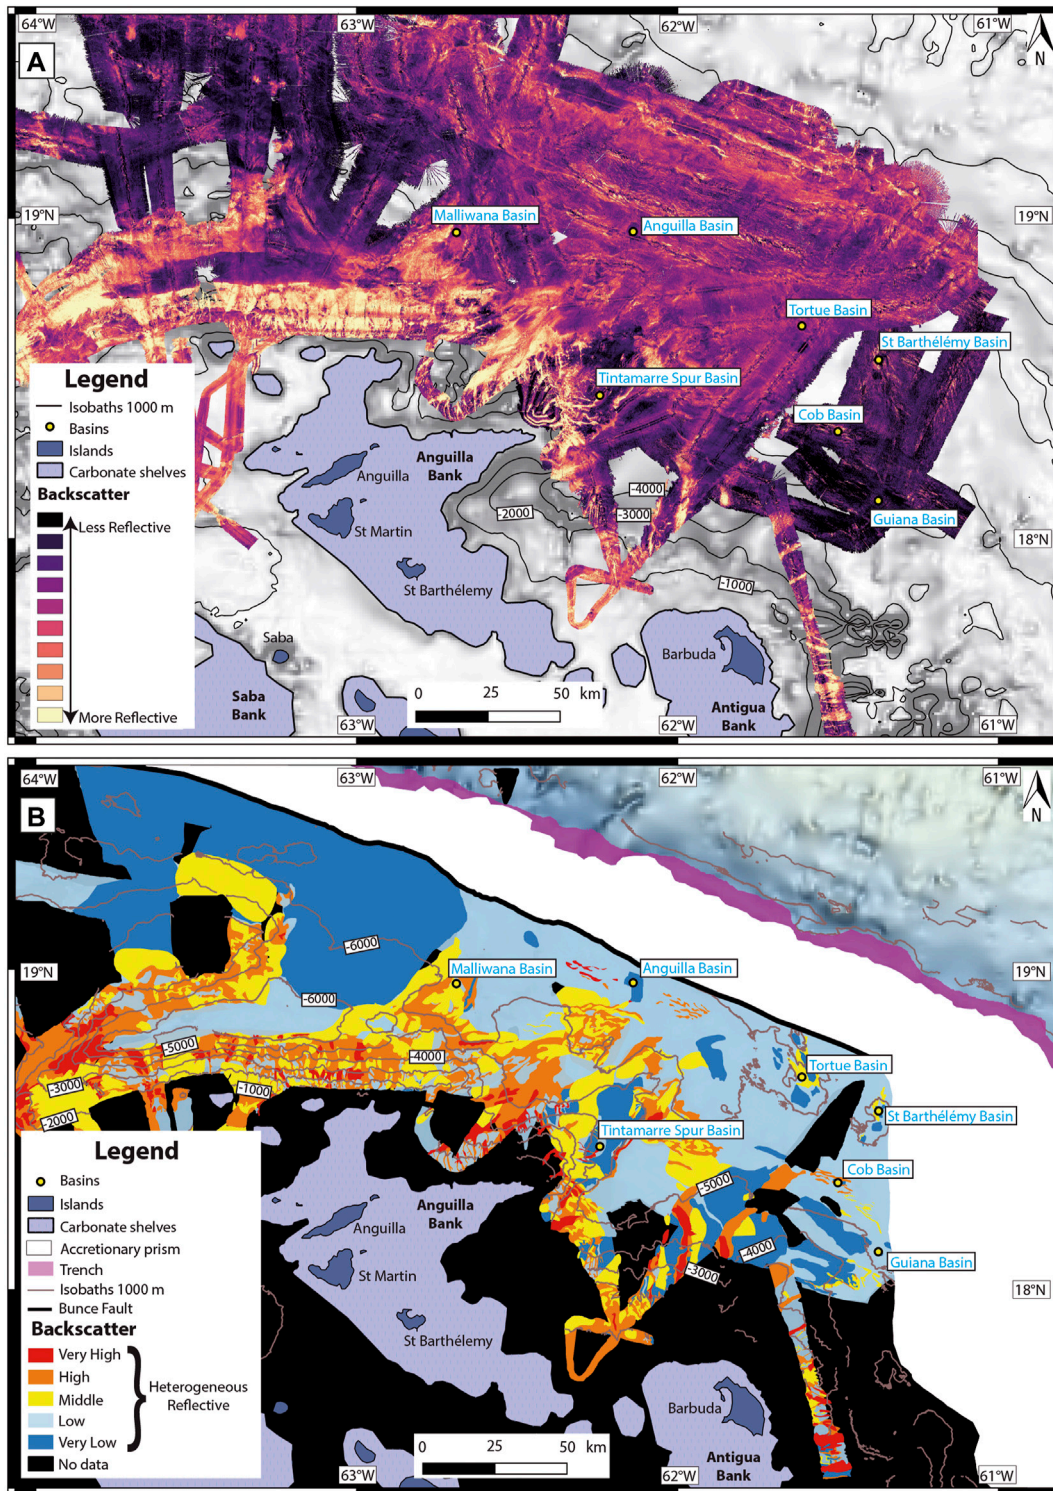 64°W
63°W
62°W
61°W
A
N
19°N
Malliwana Basin
Anguilla Basin
19°N
Tortue Basin
St Barthélémy Basin
Tintamarre Spur Basin
Cob Basin
Guiana Basin
Legend
Isobaths 1000 m
Basins
Islands
Carbonate shelves
Backscatter
Less Reflective
More Reflective
Anguilla
Bank
Anguilla
St Martin
St Barthélemy
-4000
-2000
-3000
-1000
18°N
Saba
Saba
Bank
Barbuda
Antigua
Bank
0 25 50 km
63°W
62°W
61°W
64°W
63°W
62°W
61°W
B
N
19°N
-6000
Malliwana Basin
Anguilla Basin
19°N
-6000
-5000
-4000
-3000
-1000
-2000
Tortue Basin
St Barthélémy Basin
Tintamarre Spur Basin
Cob Basin
-5000
-4000
-3000
Guiana Basin
18°N
Legend
Basins
Islands
Carbonate shelves
Accretionary prism
Trench
Isobaths 1000 m
Bunce Fault
Backscatter
Very High
High
Middle
Low
Very Low
No data
Heterogeneous
Reflective
Anguilla
Bank
Anguilla
St Martin
St Barthélemy
Barbuda
Antigua
Bank
0 25 50 km
63°W
62°W
61°W